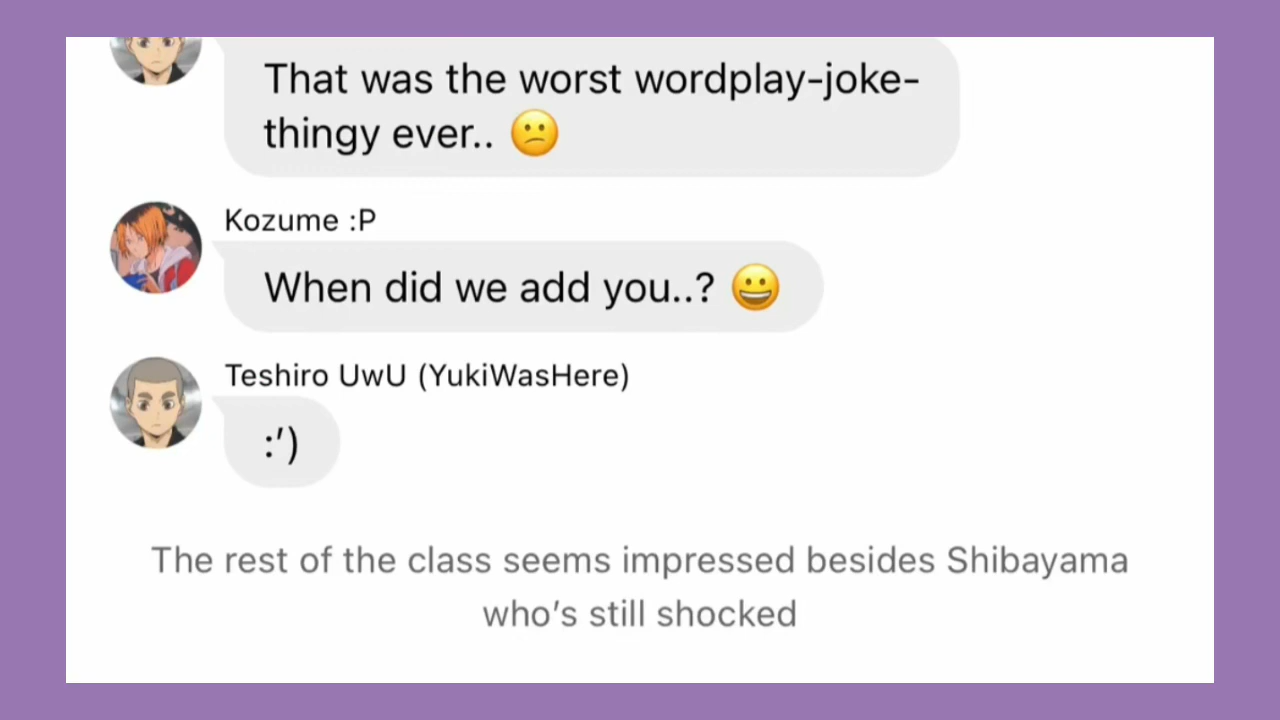 That was the worst wordplay-joke-
thingy ever.. 😕
Kozume :P
When did we add you..? 😀
Teshiro UwU (YukiWasHere)
:’)
The rest of the class seems impressed besides Shibayama
who’s still shocked